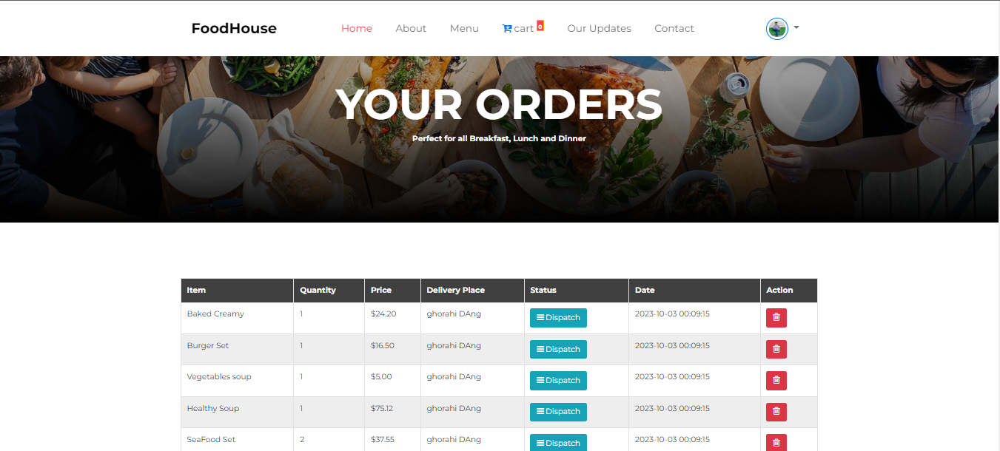 FoodHouse Home About Menu cart 0 Our Updates Contact
YOUR ORDERS
Perfect for all Breakfast, Lunch and Dinner
Item Quantity Price Delivery Place Status Date Action
Baked Creamy 1 $24.20 ghorahi DAng Dispatch 2023-10-03 00:09:15
Burger Set 1 $16.50 ghorahi DAng Dispatch 2023-10-03 00:09:15
Vegetables soup 1 $5.00 ghorahi DAng Dispatch 2023-10-03 00:09:15
Healthy Soup 1 $75.12 ghorahi DAng Dispatch 2023-10-03 00:09:15
SeaFood Set 2 $37.55 ghorahi DAng Dispatch 2023-10-03 00:09:15